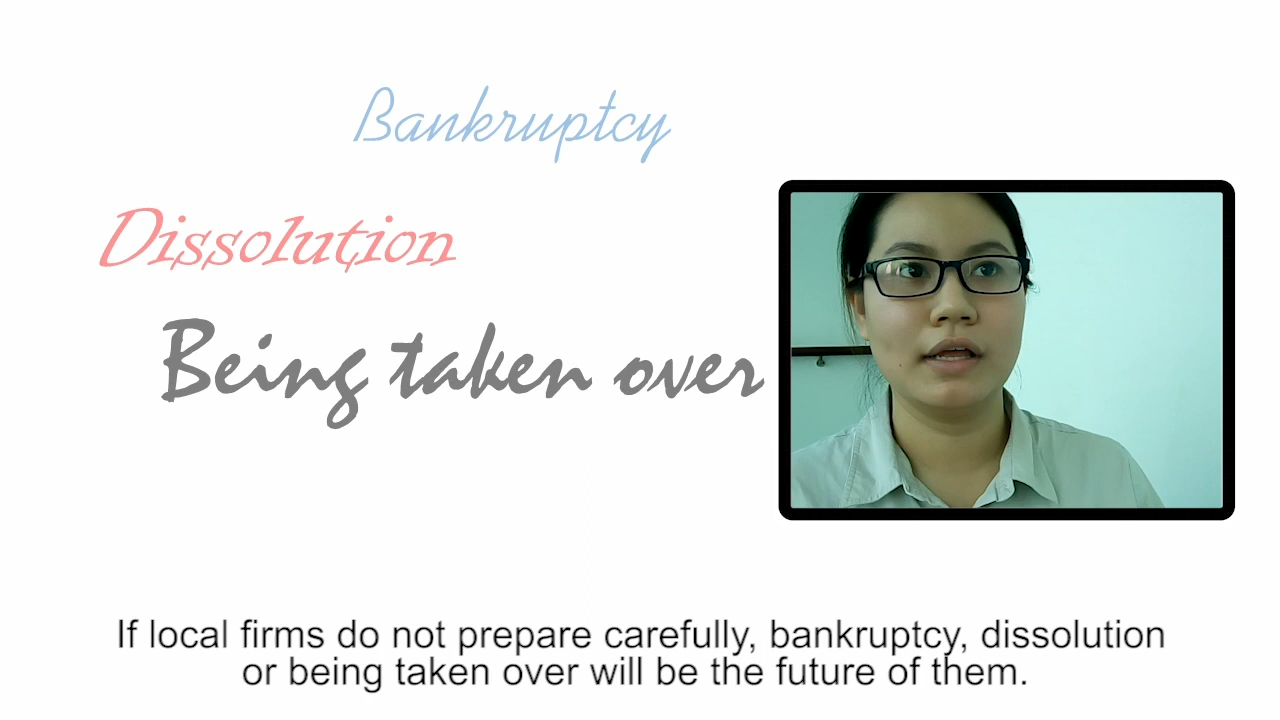 Bankruptcy
Dissolution
Being taken over
If local firms do not prepare carefully, bankruptcy, dissolution
or being taken over will be the future of them.